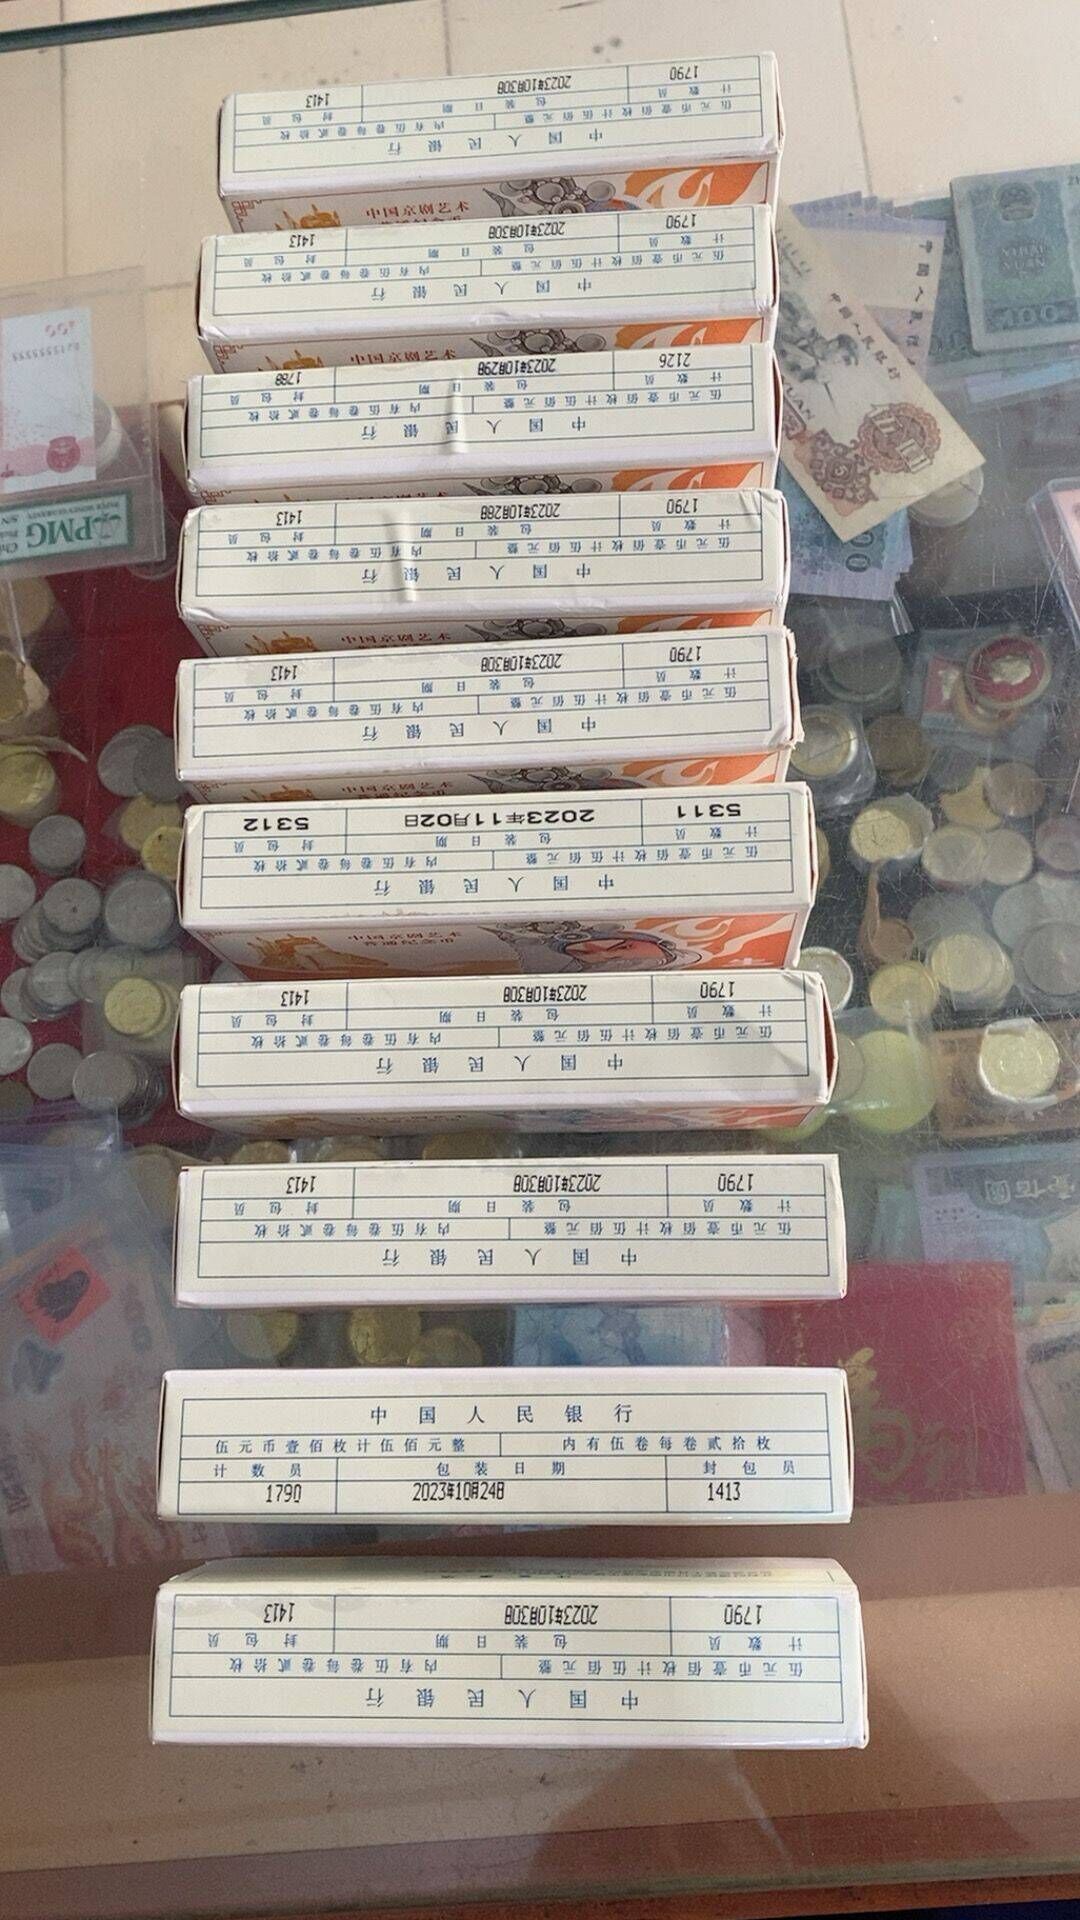 1790 2023年10月30日 1413
计数员 包装日期 封包员
伍元币壹佰枚计伍佰元整 内有伍卷每卷贰拾枚
中国人民银行
中国京剧艺术
普通纪念币
1790 2023年10月30日 1413
计数员 包装日期 封包员
伍元币壹佰枚计伍佰元整 内有伍卷每卷贰拾枚
中国人民银行
中国京剧艺术
2126 2023年10月29日 1788
计数员 包装日期 封包员
伍元币壹佰枚计伍佰元整 内有伍卷每卷贰拾枚
中国人民银行
1790 2023年10月28日 1413
计数员 包装日期 封包员
伍元币壹佰枚计伍佰元整 内有伍卷每卷贰拾枚
中国人民银行
中国京剧艺术
1790 2023年10月30日 1413
计数员 包装日期 封包员
伍元币壹佰枚计伍佰元整 内有伍卷每卷贰拾枚
中国人民银行
中国京剧艺术
5311 2023年11月02日 5312
计数员 包装日期 封包员
伍元币壹佰枚计伍佰元整 内有伍卷每卷贰拾枚
中国人民银行
中国京剧艺术
普通纪念币
1790 2023年10月30日 1413
计数员 包装日期 封包员
伍元币壹佰枚计伍佰元整 内有伍卷每卷贰拾枚
中国人民银行
1790 2023年10月30日 1413
计数员 包装日期 封包员
伍元币壹佰枚计伍佰元整 内有伍卷每卷贰拾枚
中国人民银行
中国人民银行
伍元币壹佰枚计伍佰元整 内有伍卷每卷贰拾枚
计数员 包装日期 封包员
1790 2023年10月24日 1413
1790 2023年10月30日 1413
计数员 包装日期 封包员
伍元币壹佰枚计伍佰元整 内有伍卷每卷贰拾枚
中国人民银行
PMG
中国人民银行
100